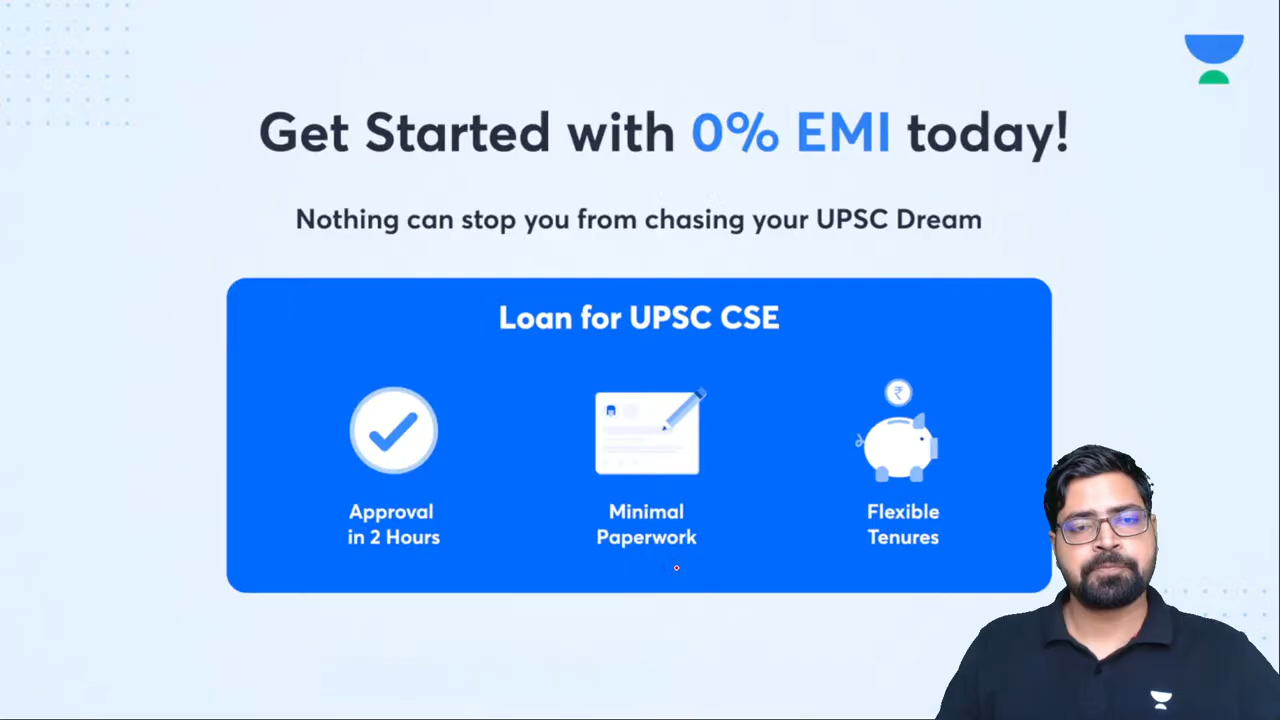 Get Started with 0% EMI today!
Nothing can stop you from chasing your UPSC Dream
Loan for UPSC CSE
₹
Approval
in 2 Hours
Minimal
Paperwork
Flexible
Tenures